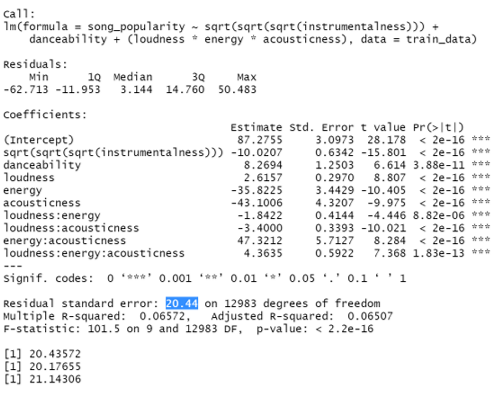 Call:
lm(formula = song_popularity ~ sqrt(sqrt(sqrt(instrumentalness))) +
    danceability + (loudness * energy * acousticness), data = train_data)

Residuals:
    Min      1Q  Median      3Q     Max
-62.713 -11.953   3.144  14.760  50.483

Coefficients:
                                   Estimate Std. Error t value Pr(>|t|)
(Intercept)                         87.2755     3.0973  28.178  < 2e-16 ***
sqrt(sqrt(sqrt(instrumentalness))) -10.0207     0.6342 -15.801  < 2e-16 ***
danceability                         8.2694     1.2503   6.614 3.88e-11 ***
loudness                             2.6157     0.2970   8.807  < 2e-16 ***
energy                             -35.8225     3.4429 -10.405  < 2e-16 ***
acousticness                       -43.1006     4.3207  -9.975  < 2e-16 ***
loudness:energy                     -1.8422     0.4144  -4.446 8.82e-06 ***
loudness:acousticness               -3.4000     0.3393 -10.021  < 2e-16 ***
energy:acousticness                 47.3212     5.7127   8.284  < 2e-16 ***
loudness:energy:acousticness         4.3635     0.5922   7.368 1.83e-13 ***
---
Signif. codes:  0 ‘***’ 0.001 ‘**’ 0.01 ‘*’ 0.05 ‘.’ 0.1 ‘ ’ 1

Residual standard error: 20.44 on 12983 degrees of freedom
Multiple R-squared:  0.06572,   Adjusted R-squared:  0.06507
F-statistic: 101.5 on 9 and 12983 DF,  p-value: < 2.2e-16

[1] 20.43572
[1] 20.17655
[1] 21.14306